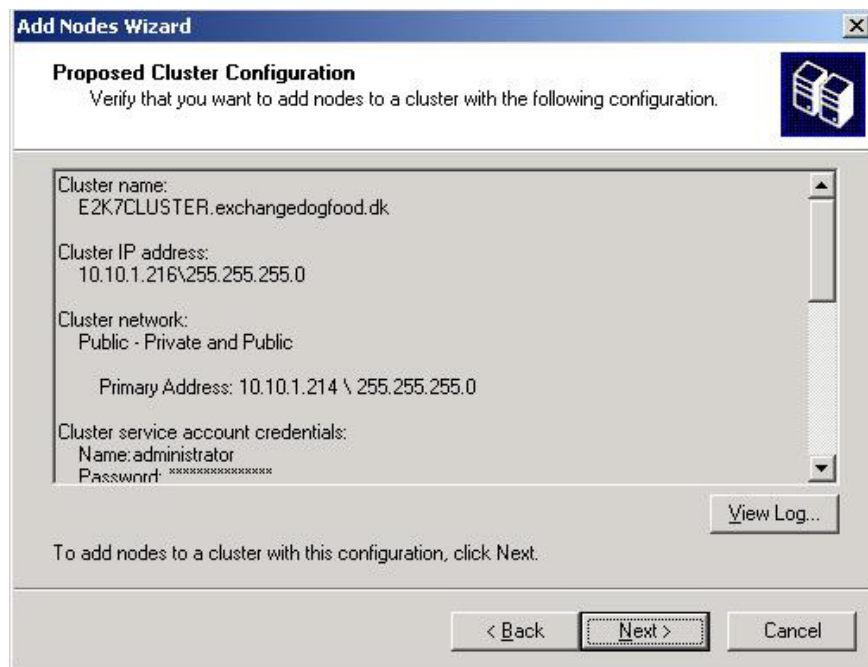 Add Nodes Wizard
Proposed Cluster Configuration
Verify that you want to add nodes to a cluster with the following configuration.
Cluster name:
E2K7CLUSTER.exchangedogfood.dk
Cluster IP address:
10.10.1.216\255.255.255.0
Cluster network:
Public - Private and Public
Primary Address: 10.10.1.214 \ 255.255.255.0
Cluster service account credentials:
Name:administrator
Password: ***************
View Log...
To add nodes to a cluster with this configuration, click Next.
< Back
Next >
Cancel